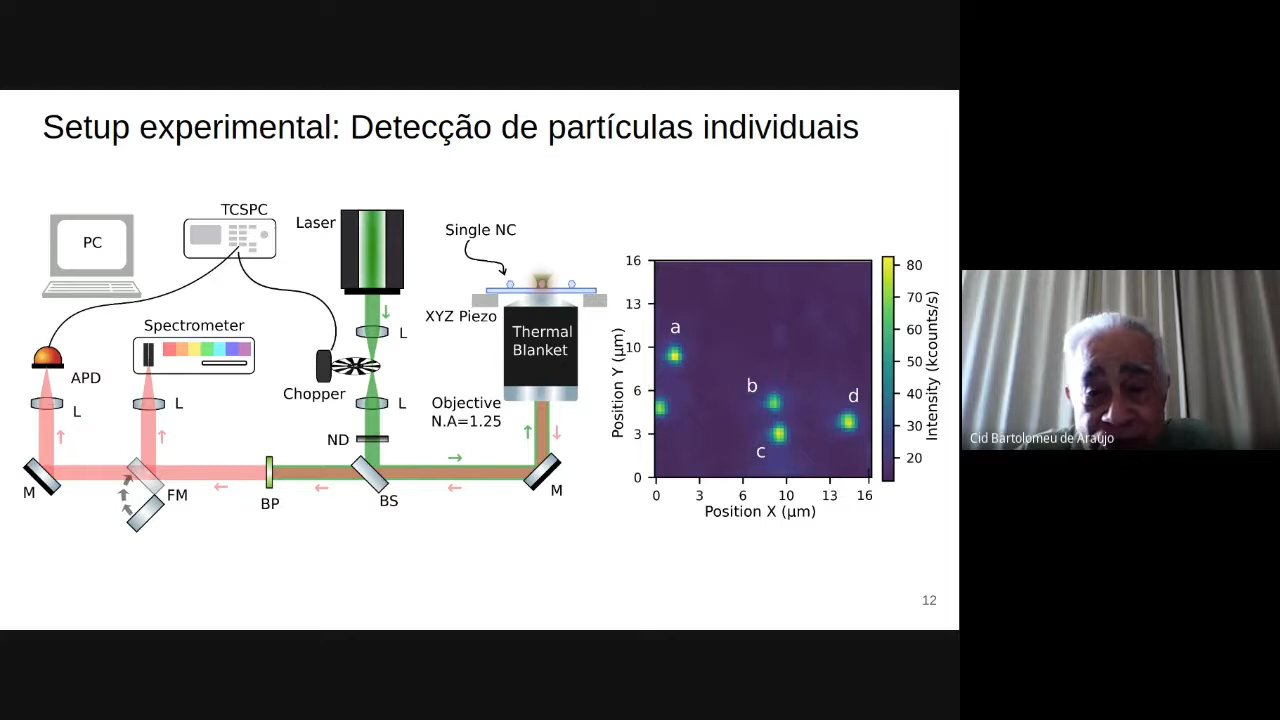 Setup experimental: Detecção de partículas individuais
PC
TCSPC
Laser
Single NC
L
XYZ Piezo
Thermal
Blanket
Spectrometer
APD
Chopper
L
L
L
Objective
N.A=1.25
ND
M
FM
BP
BS
M
16
13
10
6
3
0
0
3
6
10
13
16
Position Y (μm)
Position X (μm)
a
b
c
d
80
70
60
50
40
30
20
Intensity (kcounts/s)
12
Cid Bartolomeu de Araujo